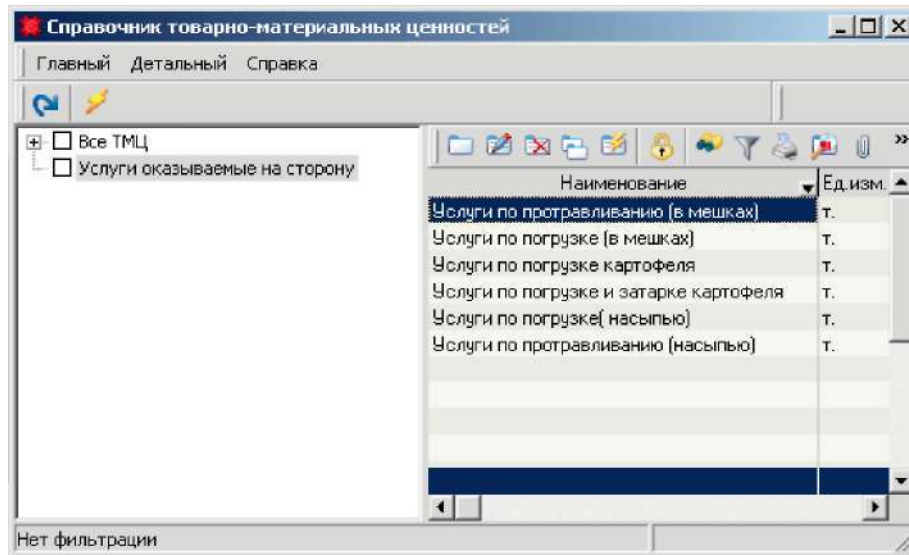 Справочник товарно-материальных ценностей
Главный Детальный Справка
Все ТМЦ
Услуги оказываемые на сторону
Наименование Ед.изм.
Услуги по протравливанию (в мешках) т.
Услуги по погрузке (в мешках) т.
Услуги по погрузке картофеля т.
Услуги по погрузке и затарке картофеля т.
Услуги по погрузке( насыпью) т.
Услуги по протравливанию (насыпью) т.
Нет фильтрации